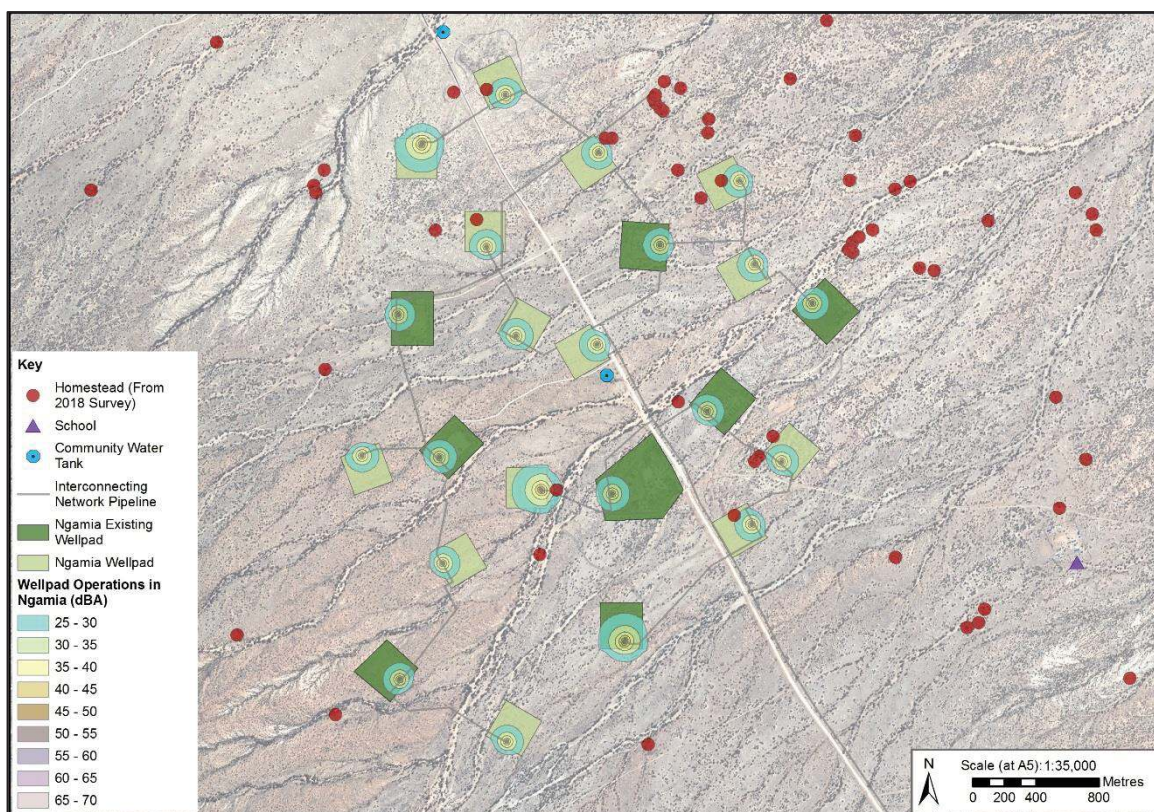 Key
Homestead (From
2018 Survey)
School
Community Water
Tank
Interconnecting
Network Pipeline
Ngamia Existing
Wellpad
Ngamia Wellpad
Wellpad Operations in
Ngamia (dBA)
25 - 30
30 - 35
35 - 40
40 - 45
45 - 50
50 - 55
55 - 60
60 - 65
65 - 70
N
Scale (at A5): 1:35,000
Metres
0 200 400 800